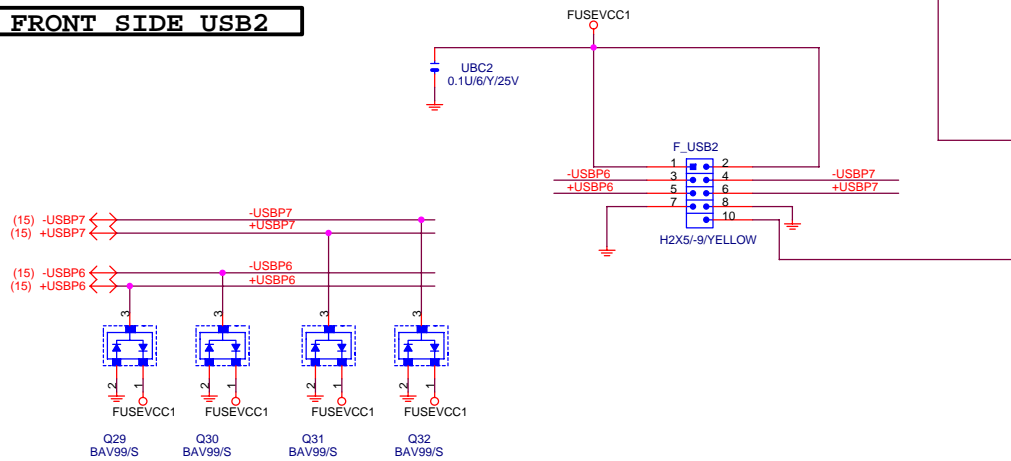 FRONT SIDE USB2
FUSEVCC1
UBC2
0.1U/6/Y/25V
F_USB2
1 2
-USBP6 3 4 -USBP7
+USBP6 5 6 +USBP7
7 8
10
H2X5/-9/YELLOW
(15) -USBP7 -USBP7
(15) +USBP7 +USBP7
(15) -USBP6 -USBP6
(15) +USBP6 +USBP6
3 3 3 3
2 1 2 1 2 1 2 1
FUSEVCC1 FUSEVCC1 FUSEVCC1 FUSEVCC1
Q29 Q30 Q31 Q32
BAV99/S BAV99/S BAV99/S BAV99/S